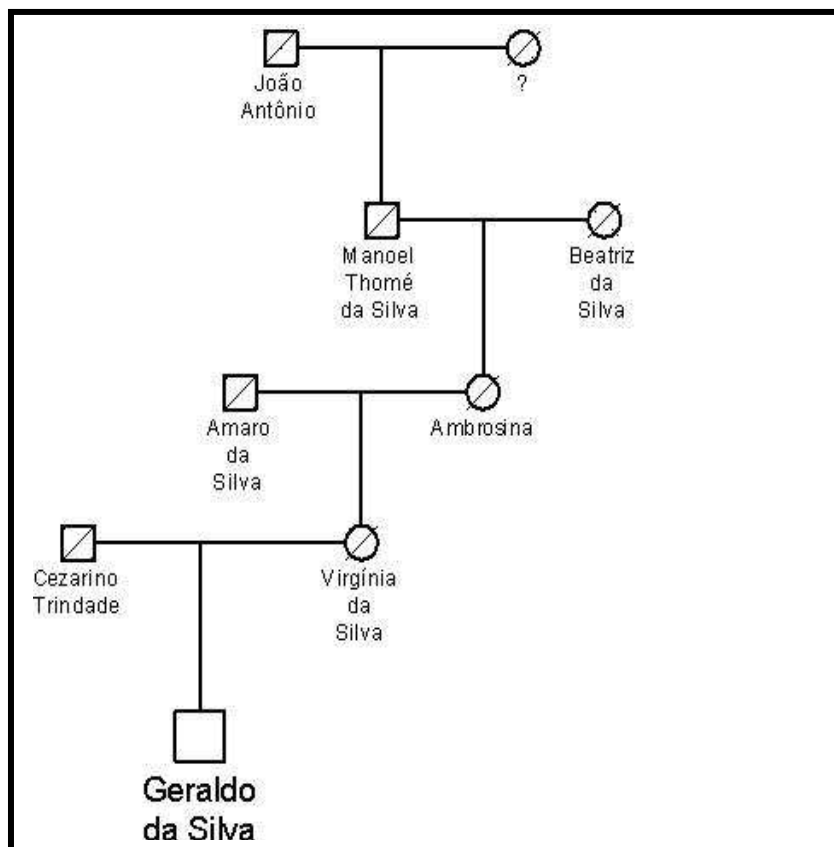 João
Antônio
?
Manoel
Thomé
da Silva
Beatriz
da
Silva
Amaro
da
Silva
Ambrosina
Cezarino
Trindade
Virgínia
da
Silva
Geraldo
da Silva